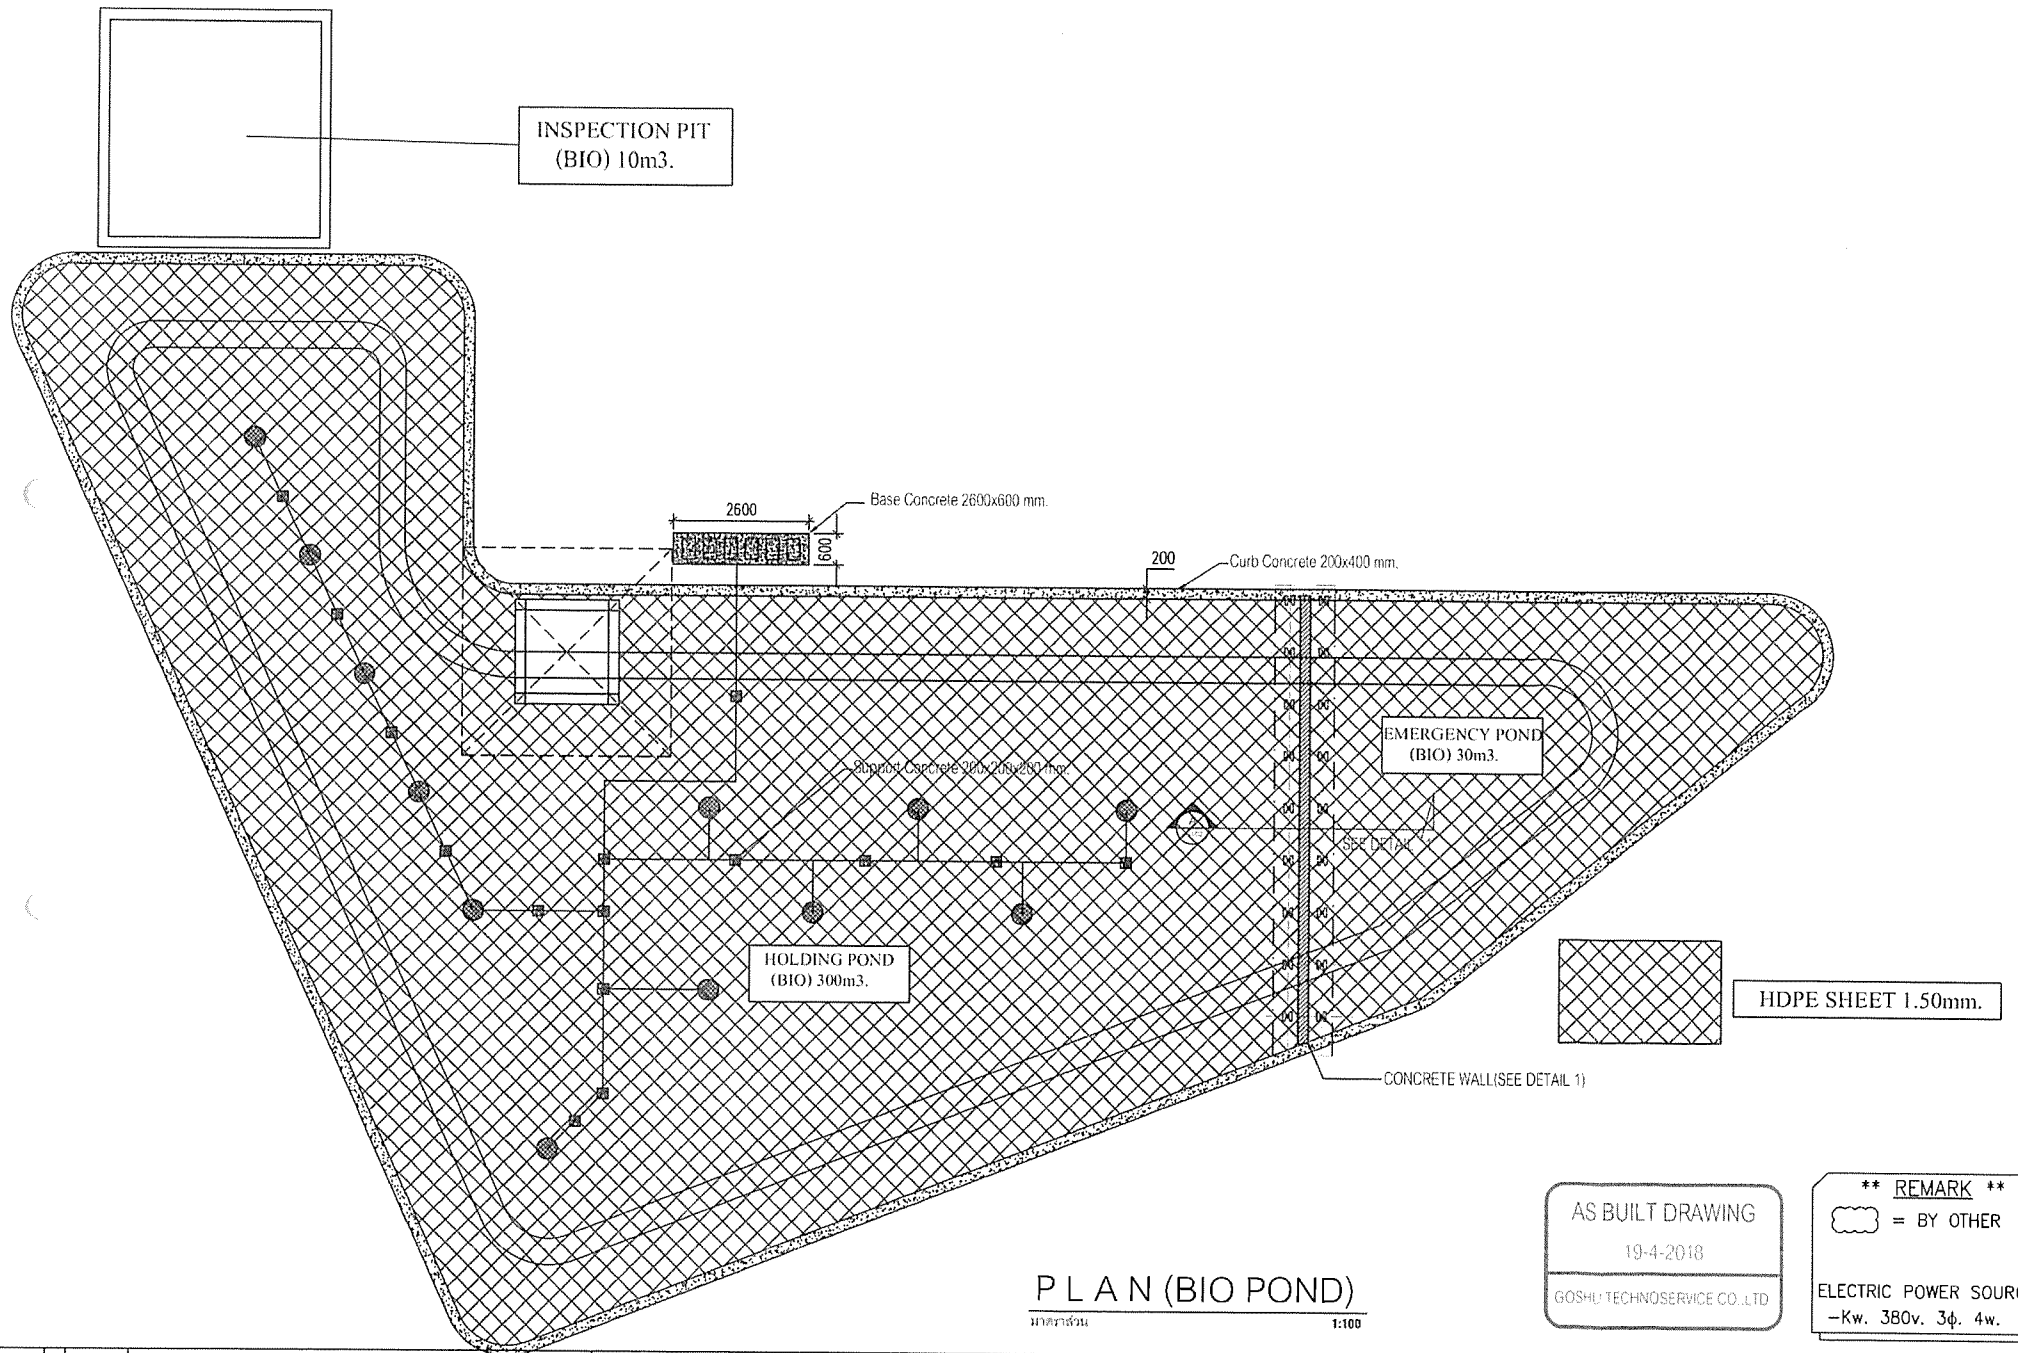 INSPECTION PIT
(BIO) 10m3.
2600
Base Concrete 2600x600 mm.
600
200
Curb Concrete 200x400 mm.
EMERGENCY POND
(BIO) 30m3.
Support Concrete 200x200x200 mm.
SEE DETAIL
HOLDING POND
(BIO) 300m3.
HDPE SHEET 1.50mm.
CONCRETE WALL(SEE DETAIL 1)
PLAN (BIO POND)
มาตราส่วน
1:100
AS BUILT DRAWING
19-4-2018
GOSHU TECHNOSERVICE CO.,LTD
** REMARK **
= BY OTHER
ELECTRIC POWER SOUR
-Kw. 380v. 3φ. 4w.